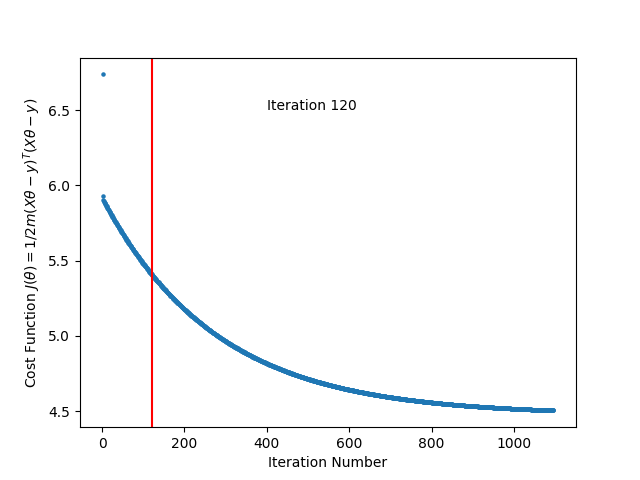 Iteration 120
Cost Function J(θ) = 1/2m(Xθ − y)ᵀ(Xθ − y)
6.5
6.0
5.5
5.0
4.5
0 200 400 600 800 1000
Iteration Number